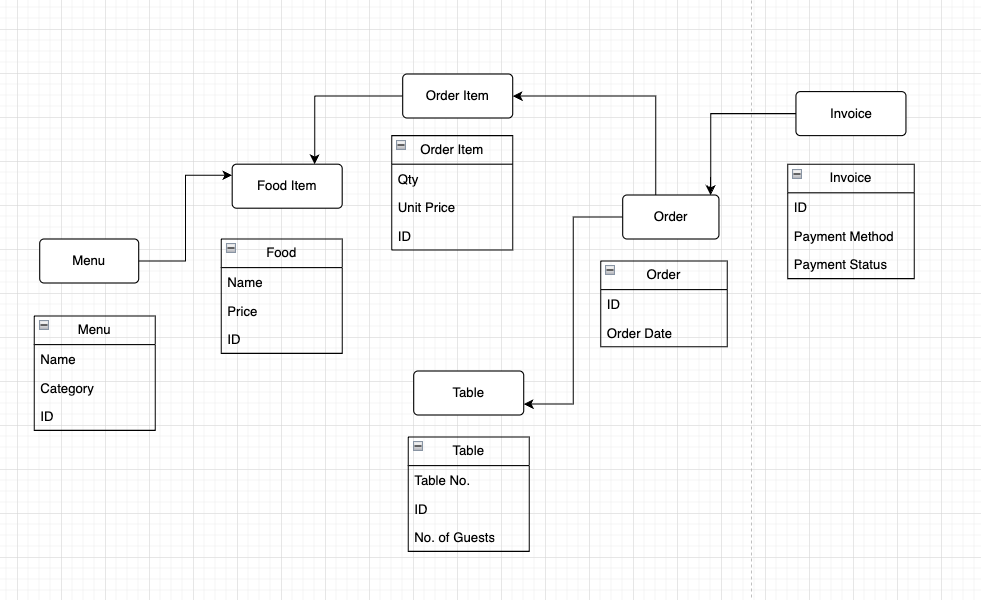 Order Item
Invoice
Order Item
Qty
Unit Price
ID
Food Item
Invoice
ID
Payment Method
Payment Status
Order
Menu
Food
Name
Price
ID
Order
ID
Order Date
Menu
Name
Category
ID
Table
Table
Table No.
ID
No. of Guests